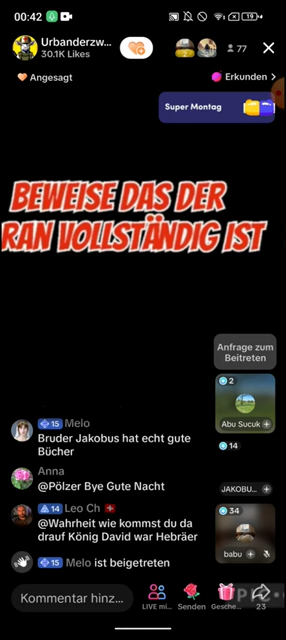 00:42
19
Urbanderzw...
30.1K Likes
77
Angesagt
Erkunden >
Super Montag
BEWEISE DAS DER
RAN VOLLSTÄNDIG IST
Anfrage zum
Beitreten
2
Abu Sucuk +
15 Melo
Bruder Jakobus hat echt gute
Bücher
14
Anna
@Pölzer Bye Gute Nacht
JAKOBU... +
14 Leo Ch
@Wahrheit wie kommst du da
drauf König David war Hebräer
34
babu +
15 Melo ist beigetreten
Kommentar hinz...
LIVE mi...
Senden
Gesche...
23